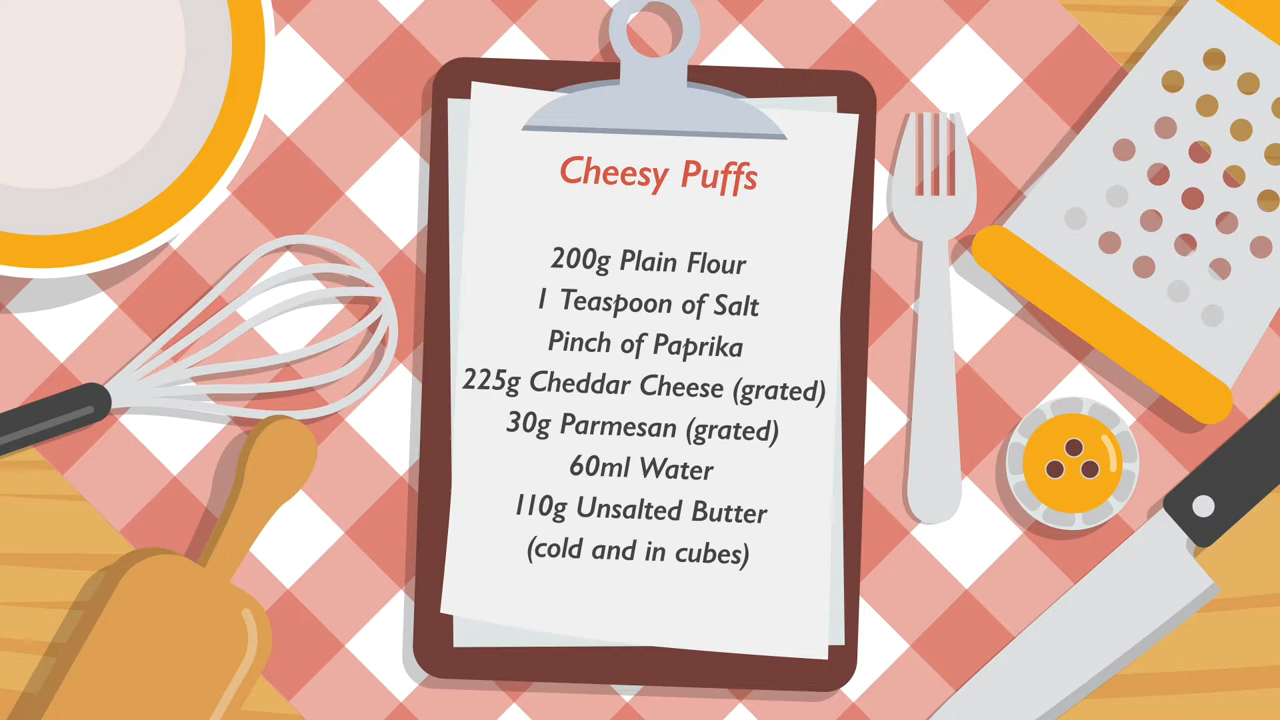 Cheesy Puffs
200g Plain Flour
1 Teaspoon of Salt
Pinch of Paprika
225g Cheddar Cheese (grated)
30g Parmesan (grated)
60ml Water
110g Unsalted Butter
(cold and in cubes)